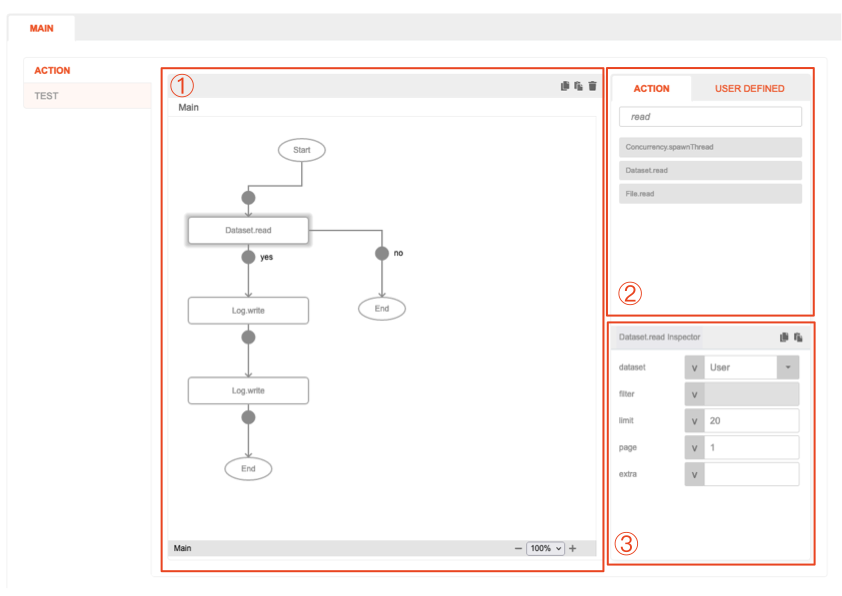 MAIN
ACTION
TEST
①
Main
Start
Dataset.read
yes
no
Log.write
End
Log.write
End
Main
− 100% +
②
ACTION USER DEFINED
read
Concurrency.spawnThread
Dataset.read
File.read
③
Dataset.read Inspector
dataset v User
filter v
limit v 20
page v 1
extra v